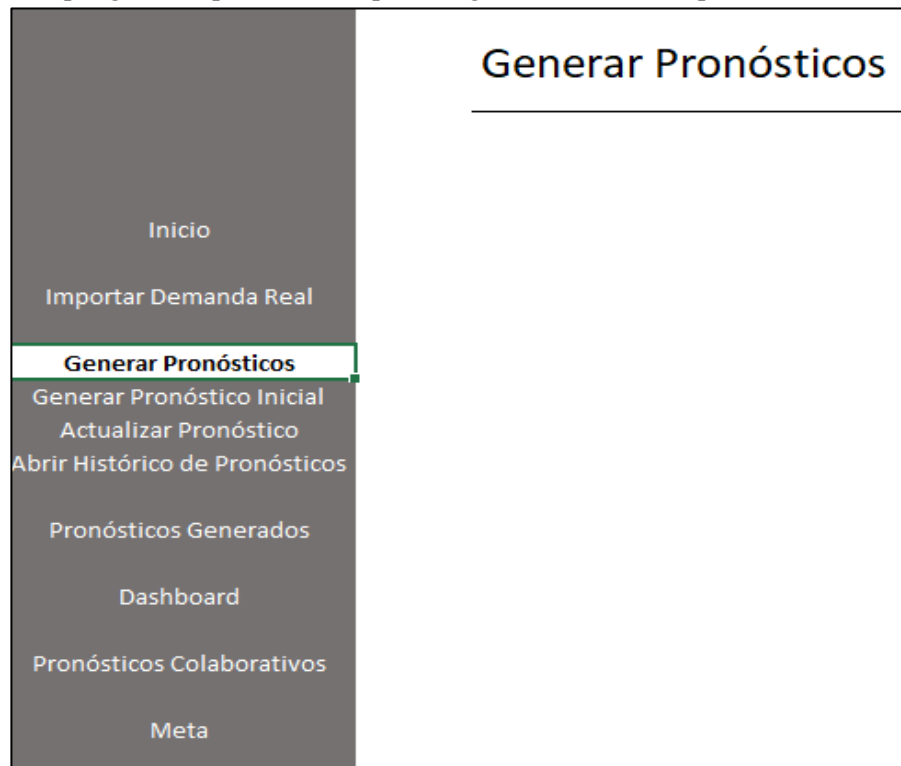 Generar Pronósticos
Inicio
Importar Demanda Real
Generar Pronósticos
Generar Pronóstico Inicial
Actualizar Pronóstico
Abrir Histórico de Pronósticos
Pronósticos Generados
Dashboard
Pronósticos Colaborativos
Meta